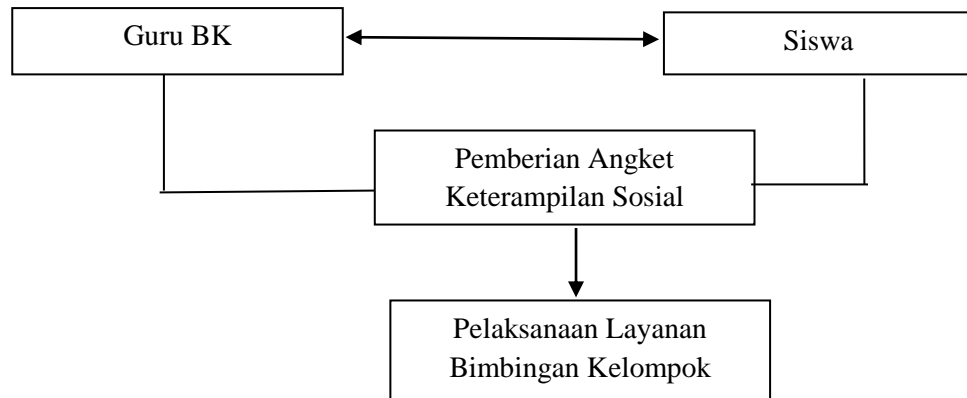 Guru BK
Siswa
Pemberian Angket
Keterampilan Sosial
Pelaksanaan Layanan
Bimbingan Kelompok